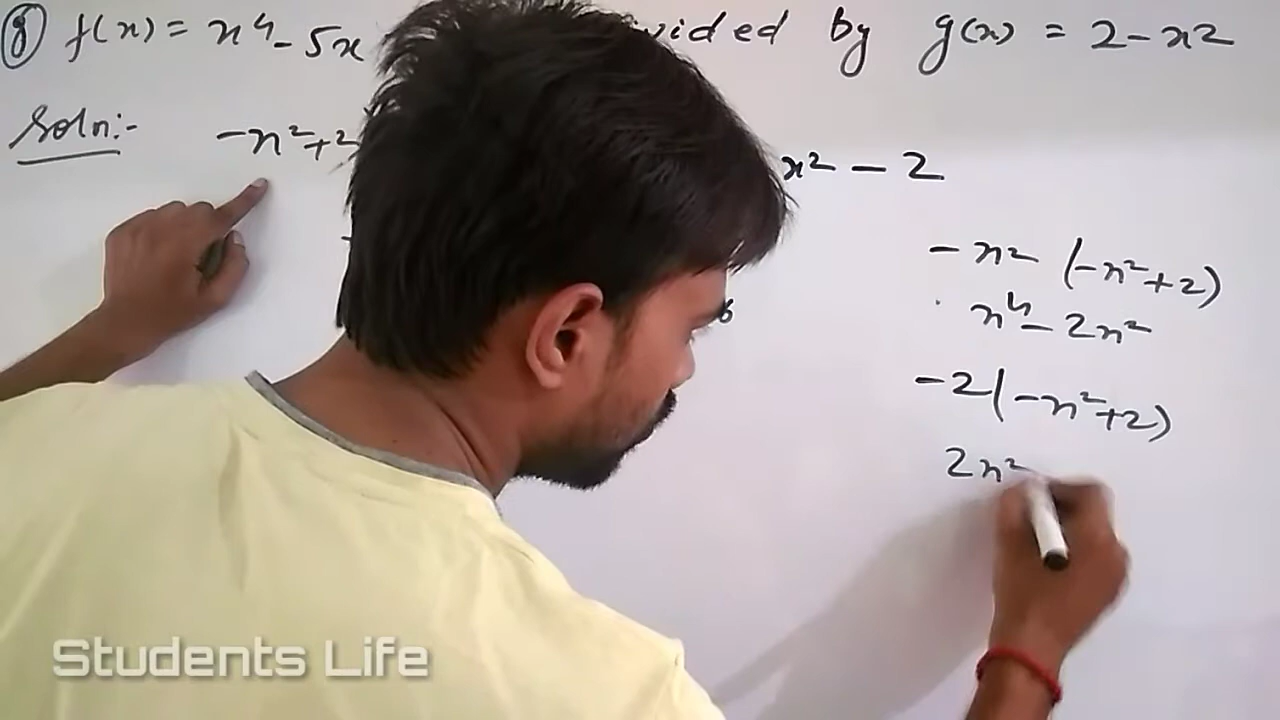 g) f(x) = x⁴ - 5x by g(x) = 2 - x²
Soln:-
-x² + 2
x² - 2
-x² (-x² + 2)
x⁴ - 2x²
-2(-x² + 2)
2x²
Students Life